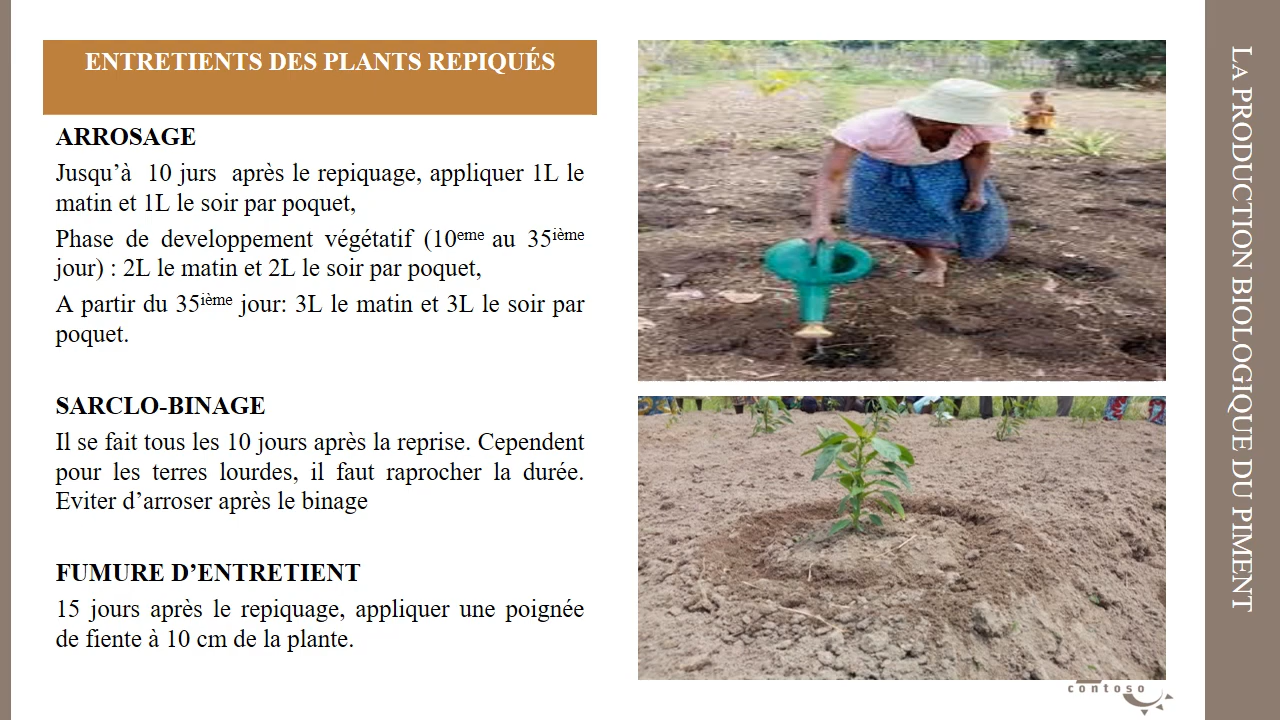 ENTRETIENTS DES PLANTS REPIQUÉS
ARROSAGE
Jusqu’à 10 jurs après le repiquage, appliquer 1L le
matin et 1L le soir par poquet,
Phase de developpement végétatif (10eme au 35ième
jour) : 2L le matin et 2L le soir par poquet,
A partir du 35ième jour: 3L le matin et 3L le soir par
poquet.
SARCLO-BINAGE
Il se fait tous les 10 jours après la reprise. Cependent
pour les terres lourdes, il faut raprocher la durée.
Eviter d’arroser après le binage
FUMURE D’ENTRETIENT
15 jours après le repiquage, appliquer une poignée
de fiente à 10 cm de la plante.
LA PRODUCTION BIOLOGIQUE DU PIMENT
contoso